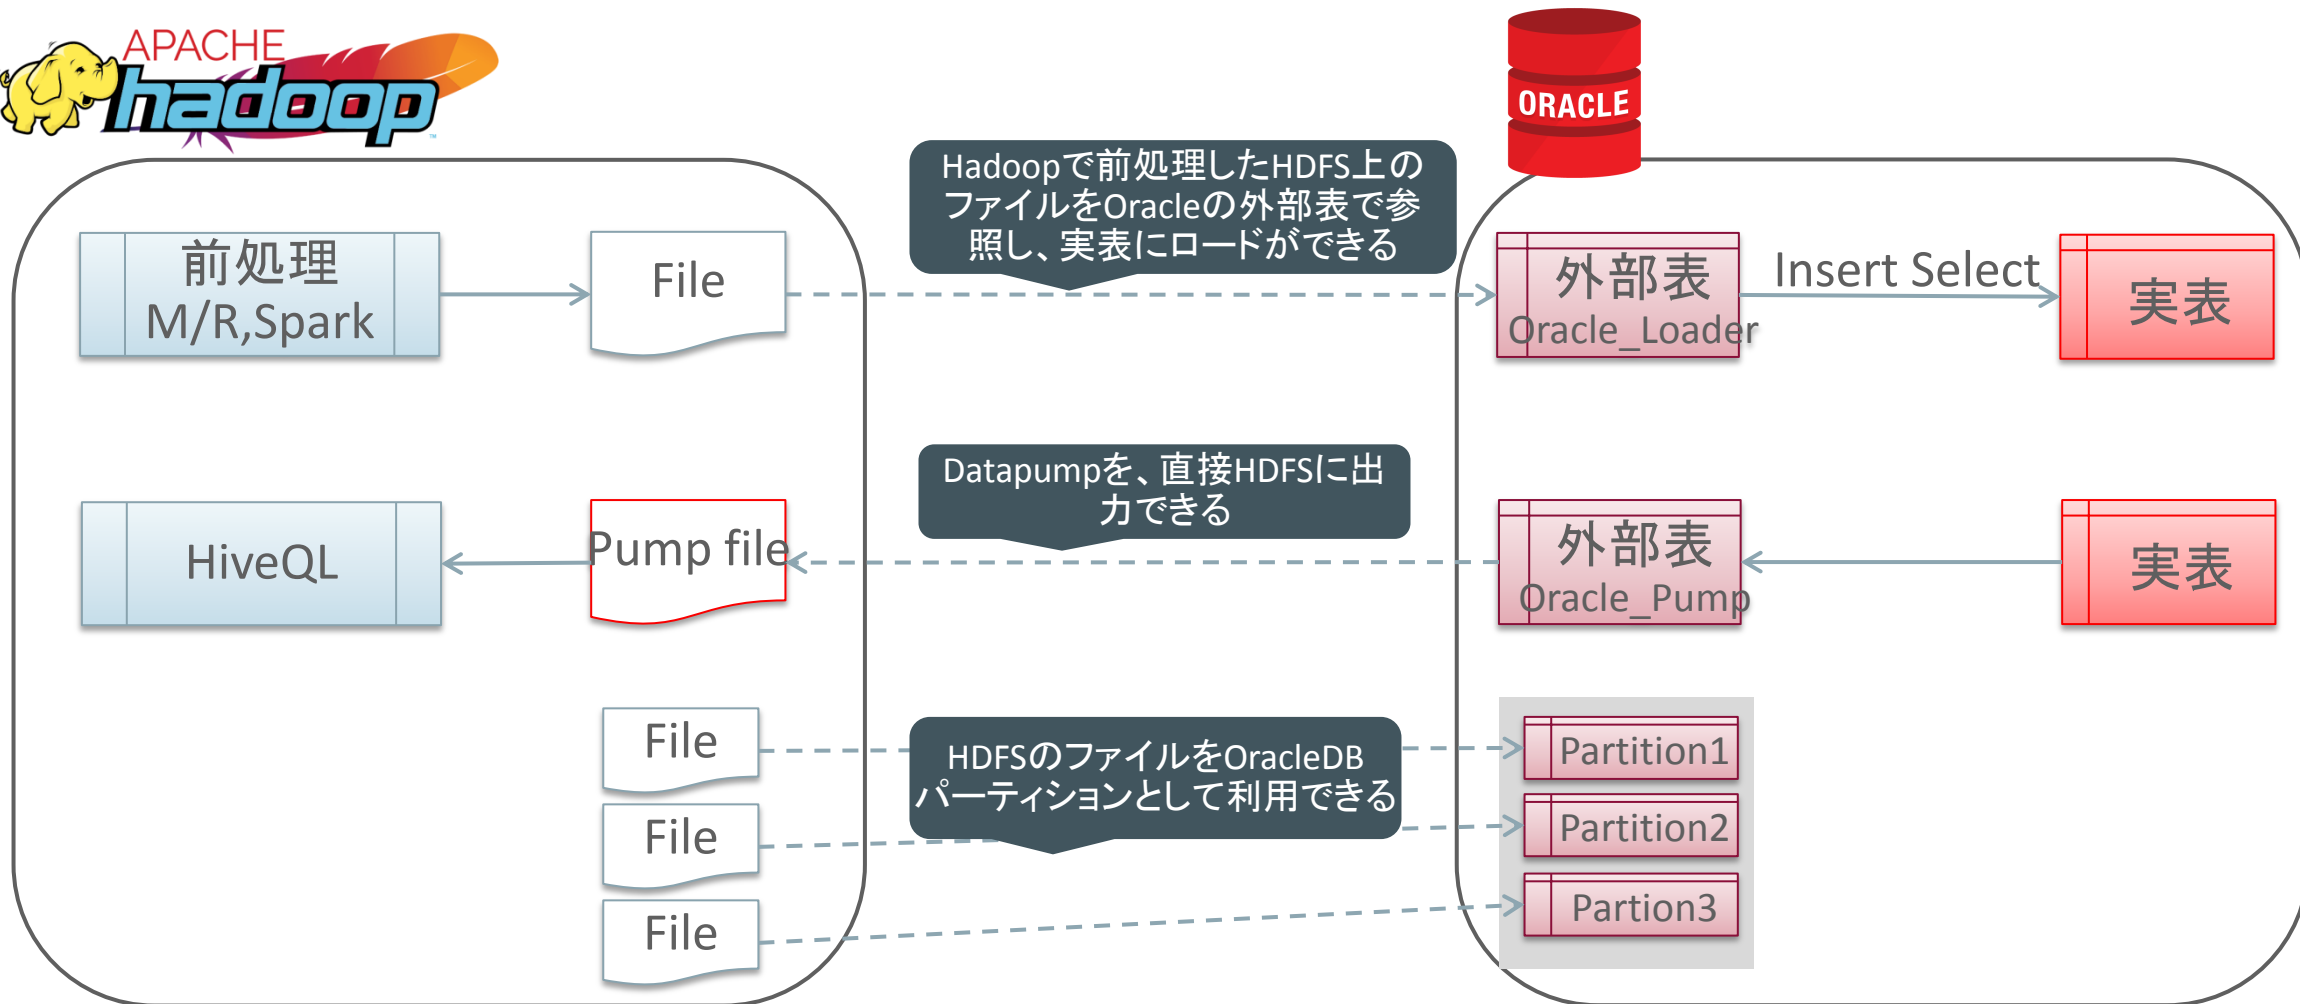 APACHE
hadoop
ORACLE
Hadoopで前処理したHDFS上の
ファイルをOracleの外部表で参
照し、実表にロードができる
前処理
M/R,Spark
File
外部表
Oracle_Loader
Insert Select
実表
Datapumpを、直接HDFSに出
力できる
HiveQL
Pump file
外部表
Oracle_Pump
実表
File
File
File
HDFSのファイルをOracleDB
パーティションとして利用できる
Partition1
Partition2
Partion3